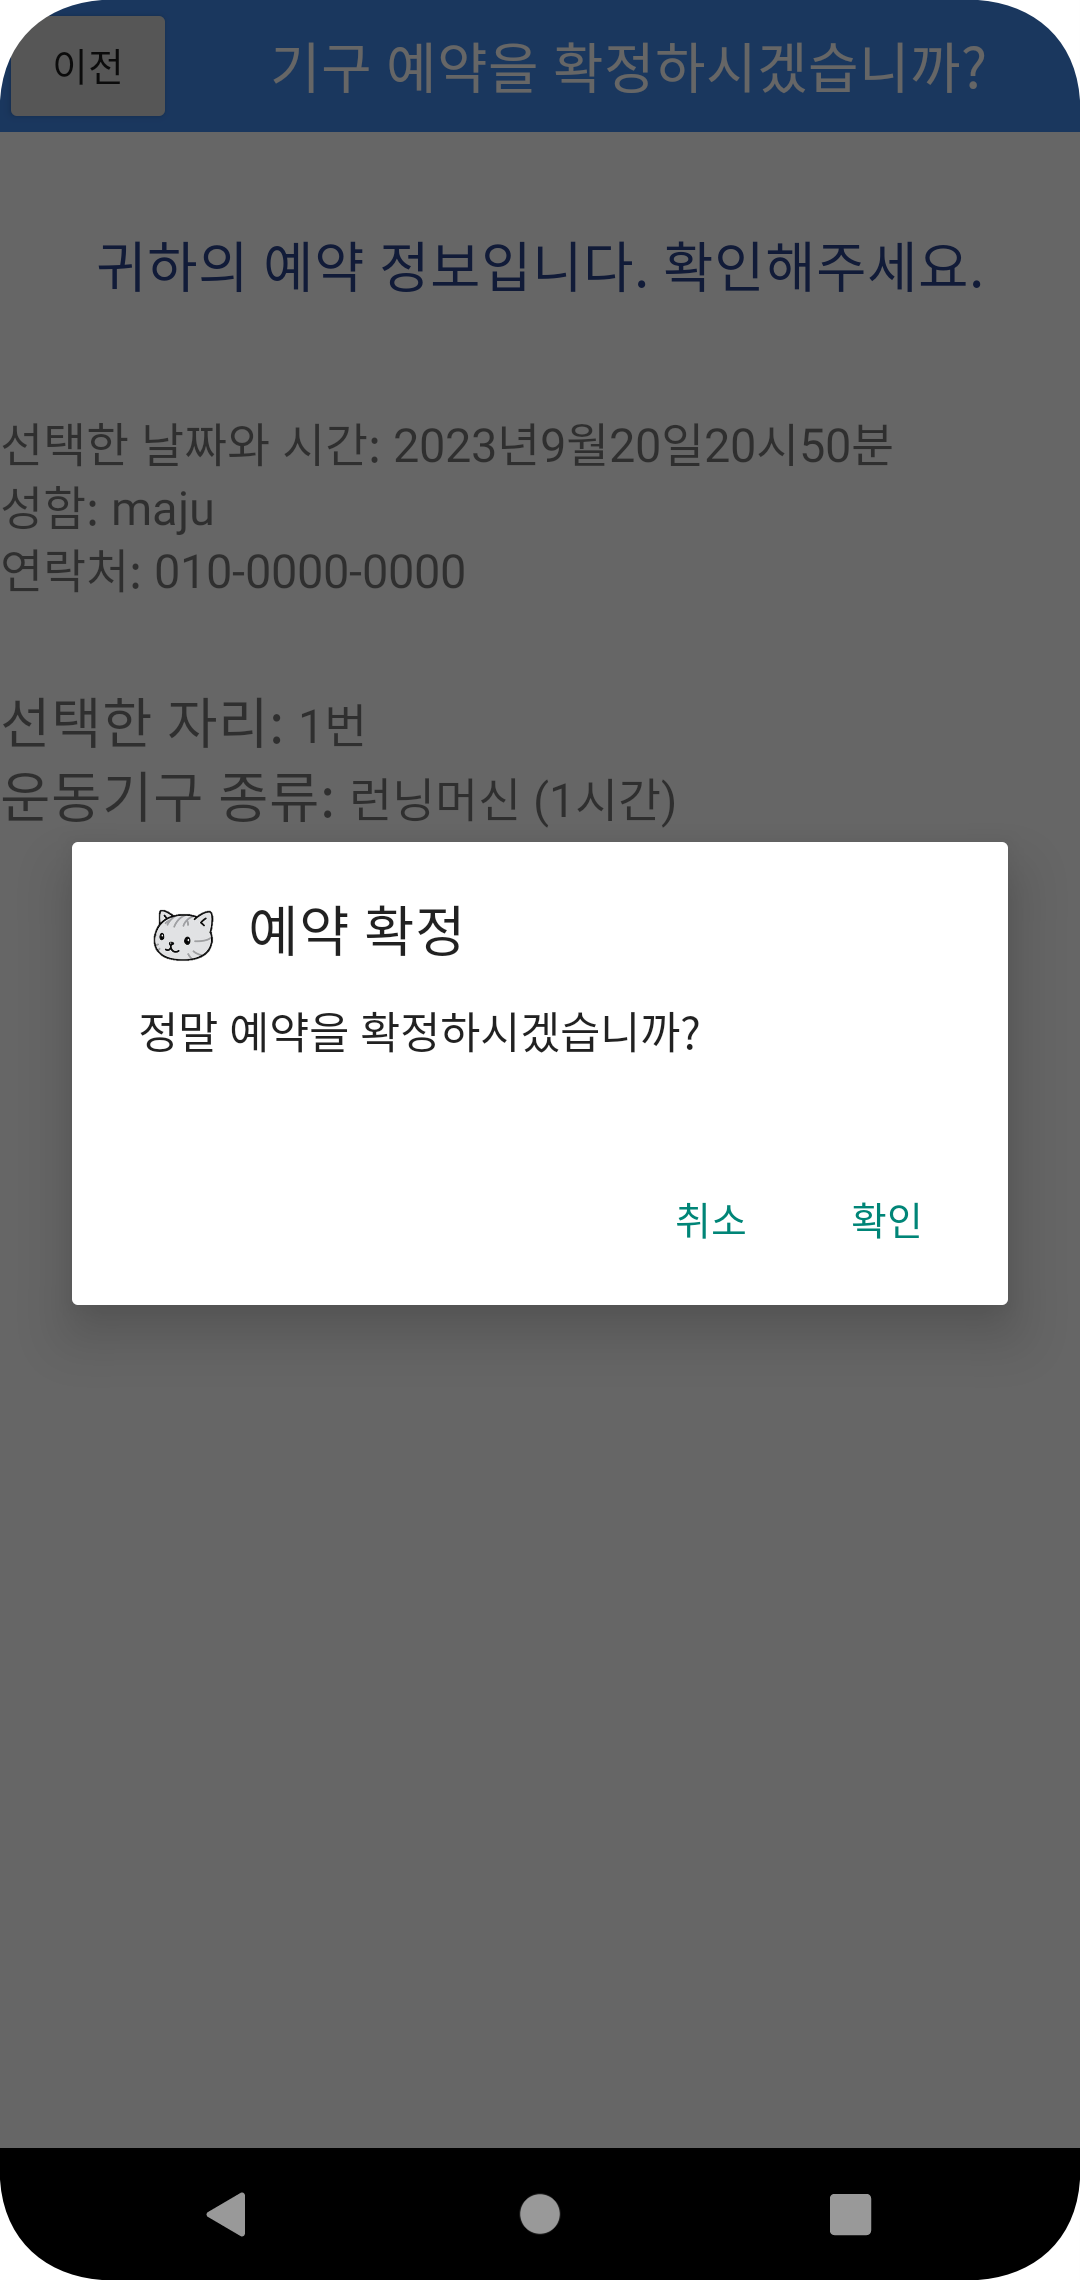 이전
기구 예약을 확정하시겠습니까?
귀하의 예약 정보입니다. 확인해주세요.
선택한 날짜와 시간: 2023년9월20일20시50분
성함: maju
연락처: 010-0000-0000
선택한 자리: 1번
운동기구 종류: 런닝머신 (1시간)
예약 확정
정말 예약을 확정하시겠습니까?
취소 확인